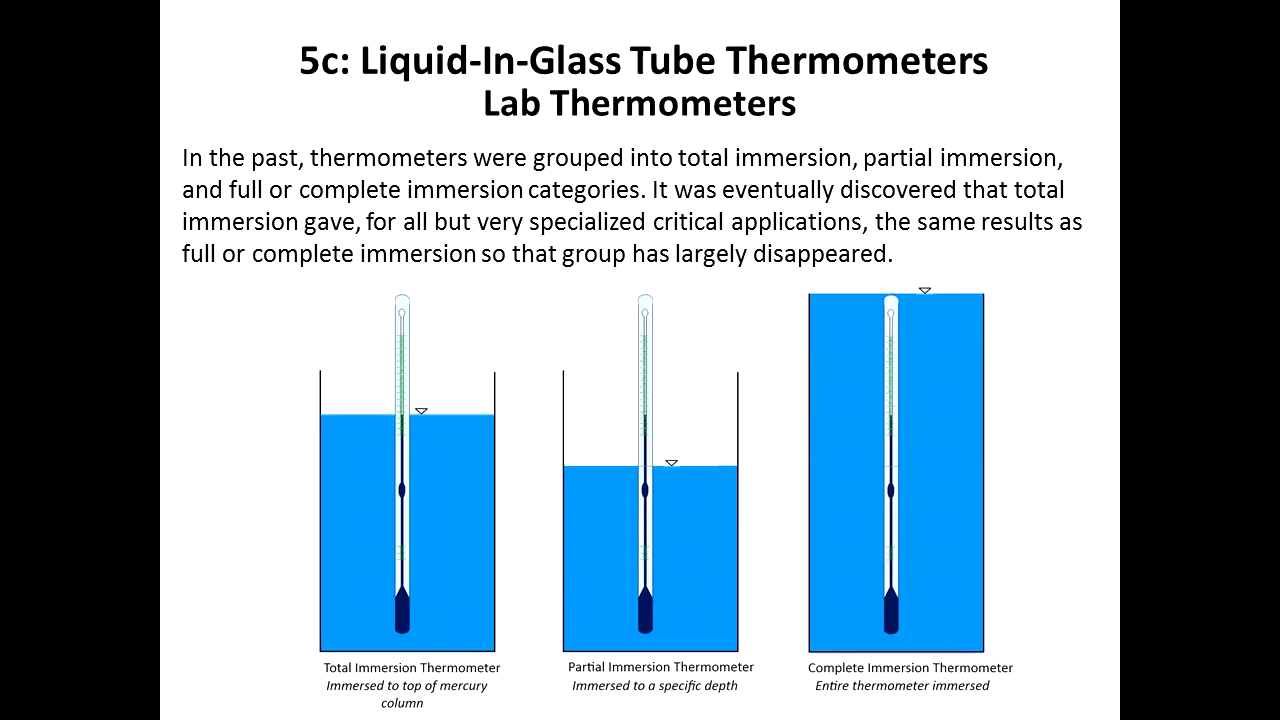 5c: Liquid-In-Glass Tube Thermometers
Lab Thermometers
In the past, thermometers were grouped into total immersion, partial immersion,
and full or complete immersion categories. It was eventually discovered that total
immersion gave, for all but very specialized critical applications, the same results as
full or complete immersion so that group has largely disappeared.
Total Immersion Thermometer
Immersed to top of mercury
column
Partial Immersion Thermometer
Immersed to a specific depth
Complete Immersion Thermometer
Entire thermometer immersed